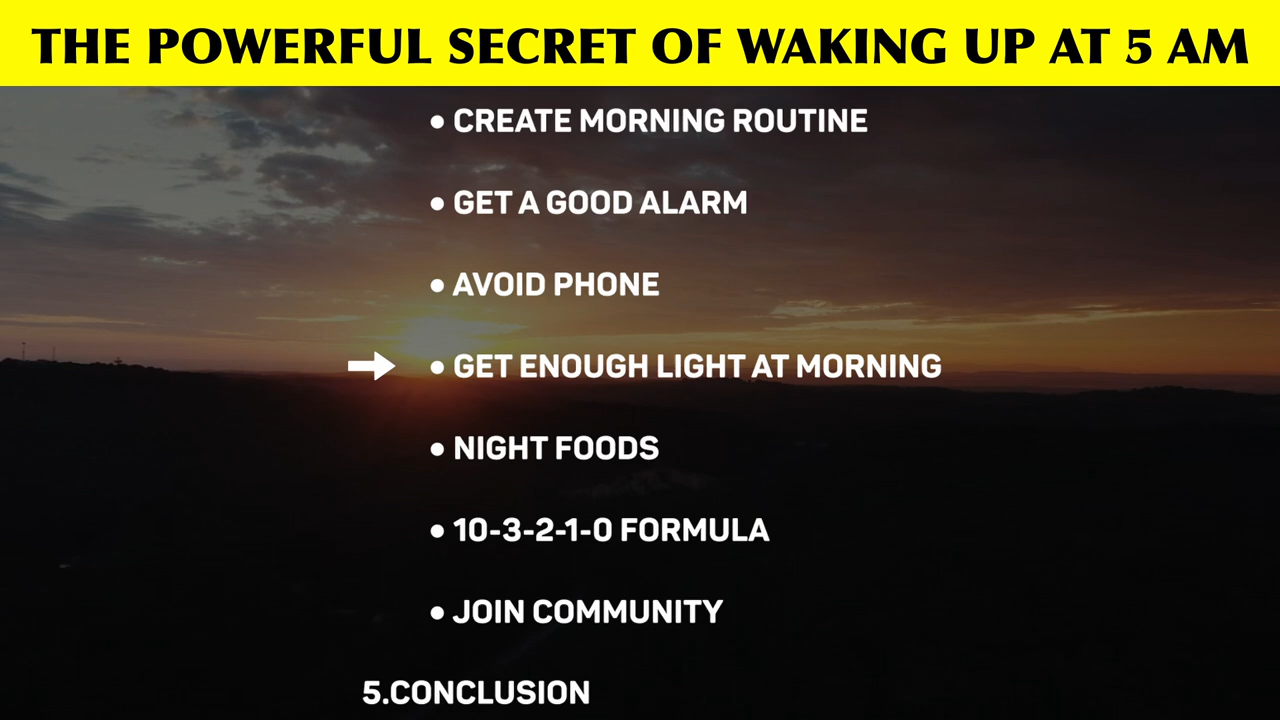 THE POWERFUL SECRET OF WAKING UP AT 5 AM
• CREATE MORNING ROUTINE
• GET A GOOD ALARM
• AVOID PHONE
• GET ENOUGH LIGHT AT MORNING
• NIGHT FOODS
• 10-3-2-1-0 FORMULA
• JOIN COMMUNITY
5.CONCLUSION